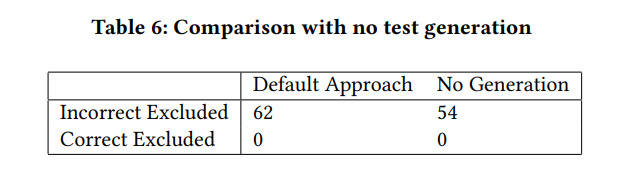 Table 6: Comparison with no test generation
Default Approach No Generation
Incorrect Excluded 62 54
Correct Excluded 0 0